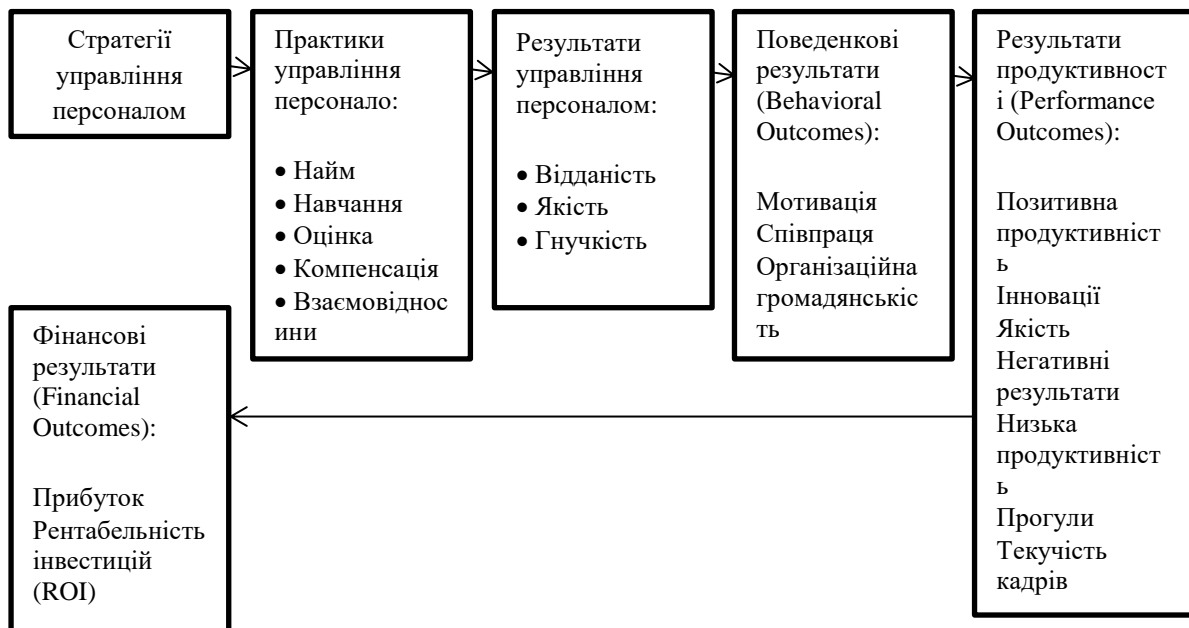 Стратегії
управління
персоналом
Практики
управління
персонало:
• Найм
• Навчання
• Оцінка
• Компенсація
• Взаємовіднос
ини
Результати
управління
персоналом:
• Відданість
• Якість
• Гнучкість
Поведенкові
результати
(Behavioral
Outcomes):
Мотивація
Співпраця
Організаційна
громадянськіс
ть
Результати
продуктивност
і (Performance
Outcomes):
Позитивна
продуктивніст
ь
Інновації
Якість
Негативні
результати
Низька
продуктивніст
ь
Прогули
Текучість
кадрів
Фінансові
результати
(Financial
Outcomes):
Прибуток
Рентабельність
інвестицій
(ROI)